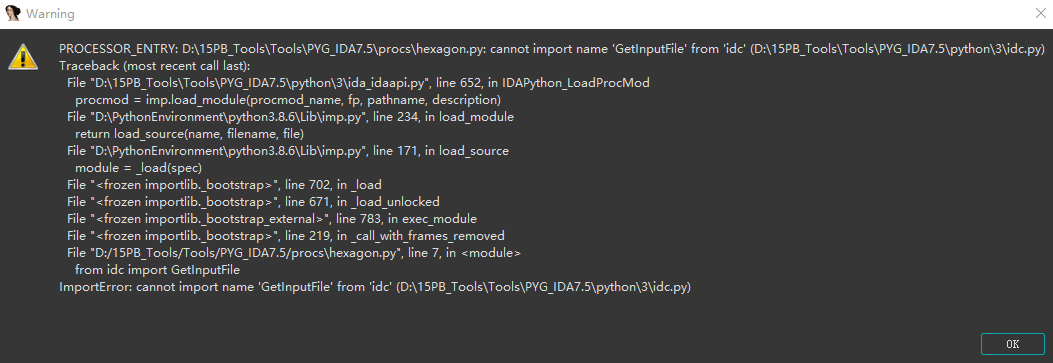 Warning
PROCESSOR_ENTRY: D:\15PB_Tools\Tools\PYG_IDA7.5\procs\hexagon.py: cannot import name 'GetInputFile' from 'idc' (D:\15PB_Tools\Tools\PYG_IDA7.5\python\3\idc.py)
Traceback (most recent call last):
File "D:\15PB_Tools\Tools\PYG_IDA7.5\python\3\ida_idaapi.py", line 652, in IDAPython_LoadProcMod
procmod = imp.load_module(procmod_name, fp, pathname, description)
File "D:\PythonEnvironment\python3.8.6\Lib\imp.py", line 234, in load_module
return load_source(name, filename, file)
File "D:\PythonEnvironment\python3.8.6\Lib\imp.py", line 171, in load_source
module = _load(spec)
File "<frozen importlib._bootstrap>", line 702, in _load
File "<frozen importlib._bootstrap>", line 671, in _load_unlocked
File "<frozen importlib._bootstrap_external>", line 783, in exec_module
File "<frozen importlib._bootstrap>", line 219, in _call_with_frames_removed
File "D:/15PB_Tools/Tools/PYG_IDA7.5/procs\hexagon.py", line 7, in <module>
from idc import GetInputFile
ImportError: cannot import name 'GetInputFile' from 'idc' (D:\15PB_Tools\Tools\PYG_IDA7.5\python\3\idc.py)
OK